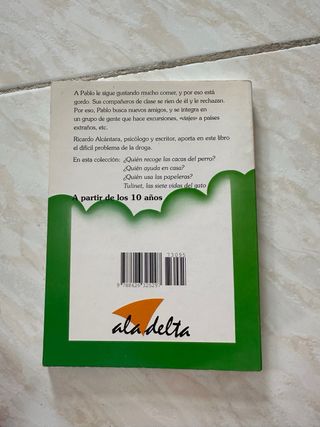 A Pablo le sigue gustando mucho comer, y por eso está
gordo. Sus compañeros de clase se ríen de él y le rechazan.
Por eso, Pablo busca nuevos amigos, y se integra en
un grupo de gente que hace excursiones, «viajes» a países
extraños, etc.
Ricardo Alcántara, psicólogo y escritor, aporta en este libro
el difícil problema de la droga.
En esta colección: ¿Quién recoge las cacas del perro?
¿Quién ayuda en casa?
¿Quién usa las papeleras?
Tulinet, las siete vidas del gato
A partir de los 10 años
ala delta